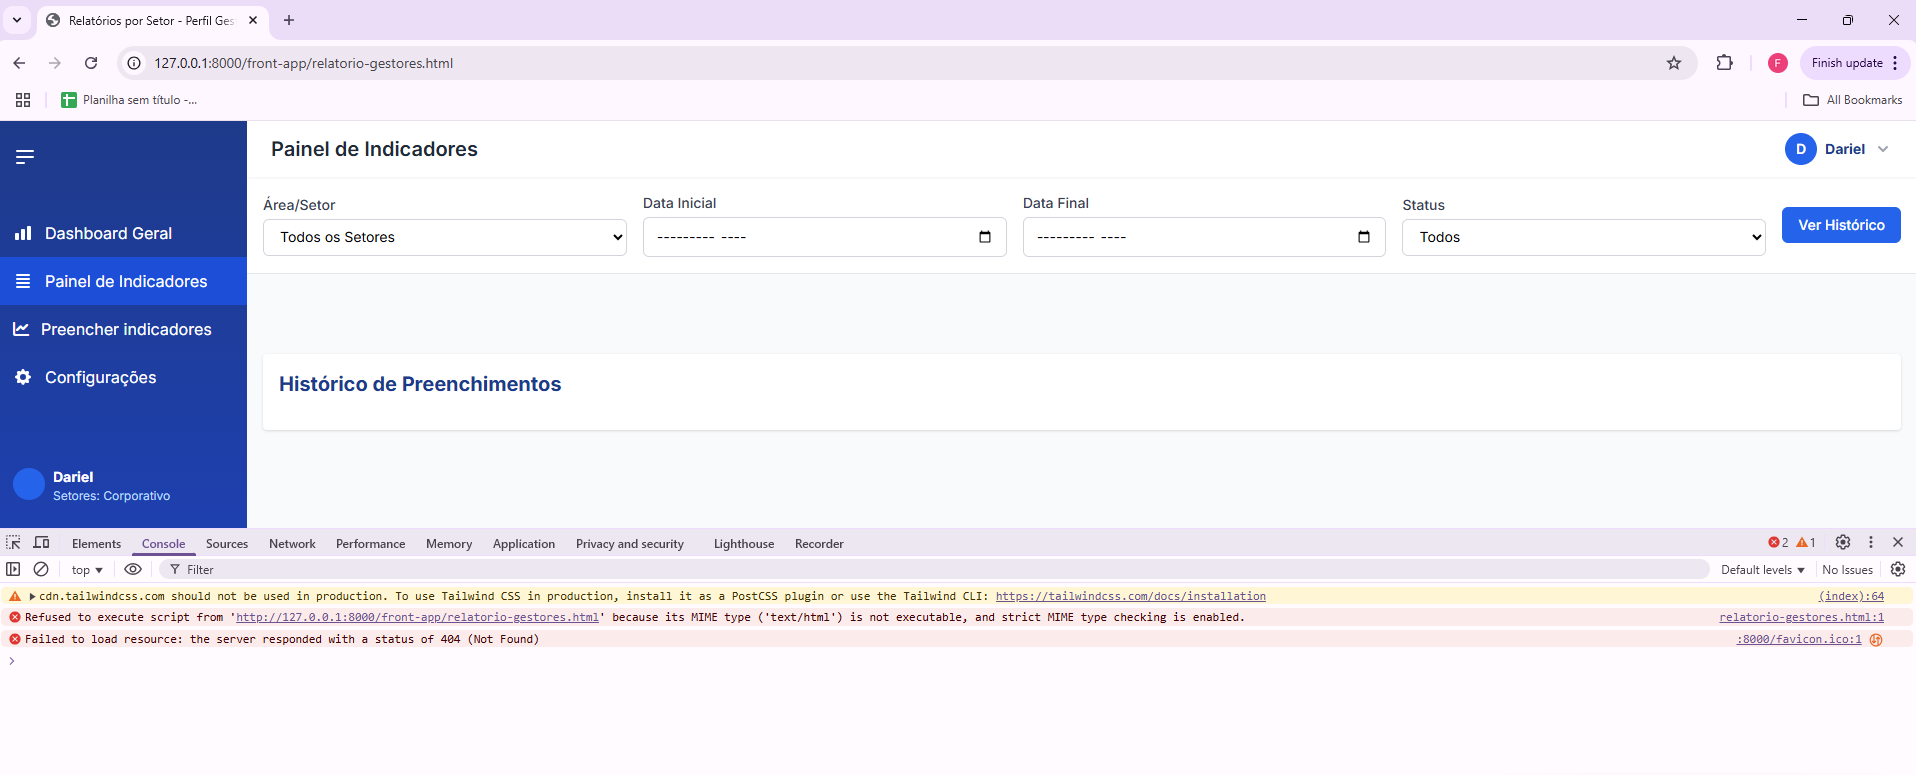 Relatórios por Setor - Perfil Ges
127.0.0.1:8000/front-app/relatorio-gestores.html
F
Finish update
Planilha sem título -...
All Bookmarks
Painel de Indicadores
D
Dariel
Área/Setor
Data Inicial
Data Final
Status
Todos os Setores
--------- ----
--------- ----
Todos
Ver Histórico
Dashboard Geral
Painel de Indicadores
Preencher indicadores
Configurações
Histórico de Preenchimentos
Dariel
Setores: Corporativo
Elements Console Sources Network Performance Memory Application Privacy and security Lighthouse Recorder
2 1
top Filter Default levels No Issues
cdn.tailwindcss.com should not be used in production. To use Tailwind CSS in production, install it as a PostCSS plugin or use the Tailwind CLI: https://tailwindcss.com/docs/installation (index):64
Refused to execute script from 'http://127.0.0.1:8000/front-app/relatorio-gestores.html' because its MIME type ('text/html') is not executable, and strict MIME type checking is enabled. relatorio-gestores.html:1
Failed to load resource: the server responded with a status of 404 (Not Found) :8000/favicon.ico:1